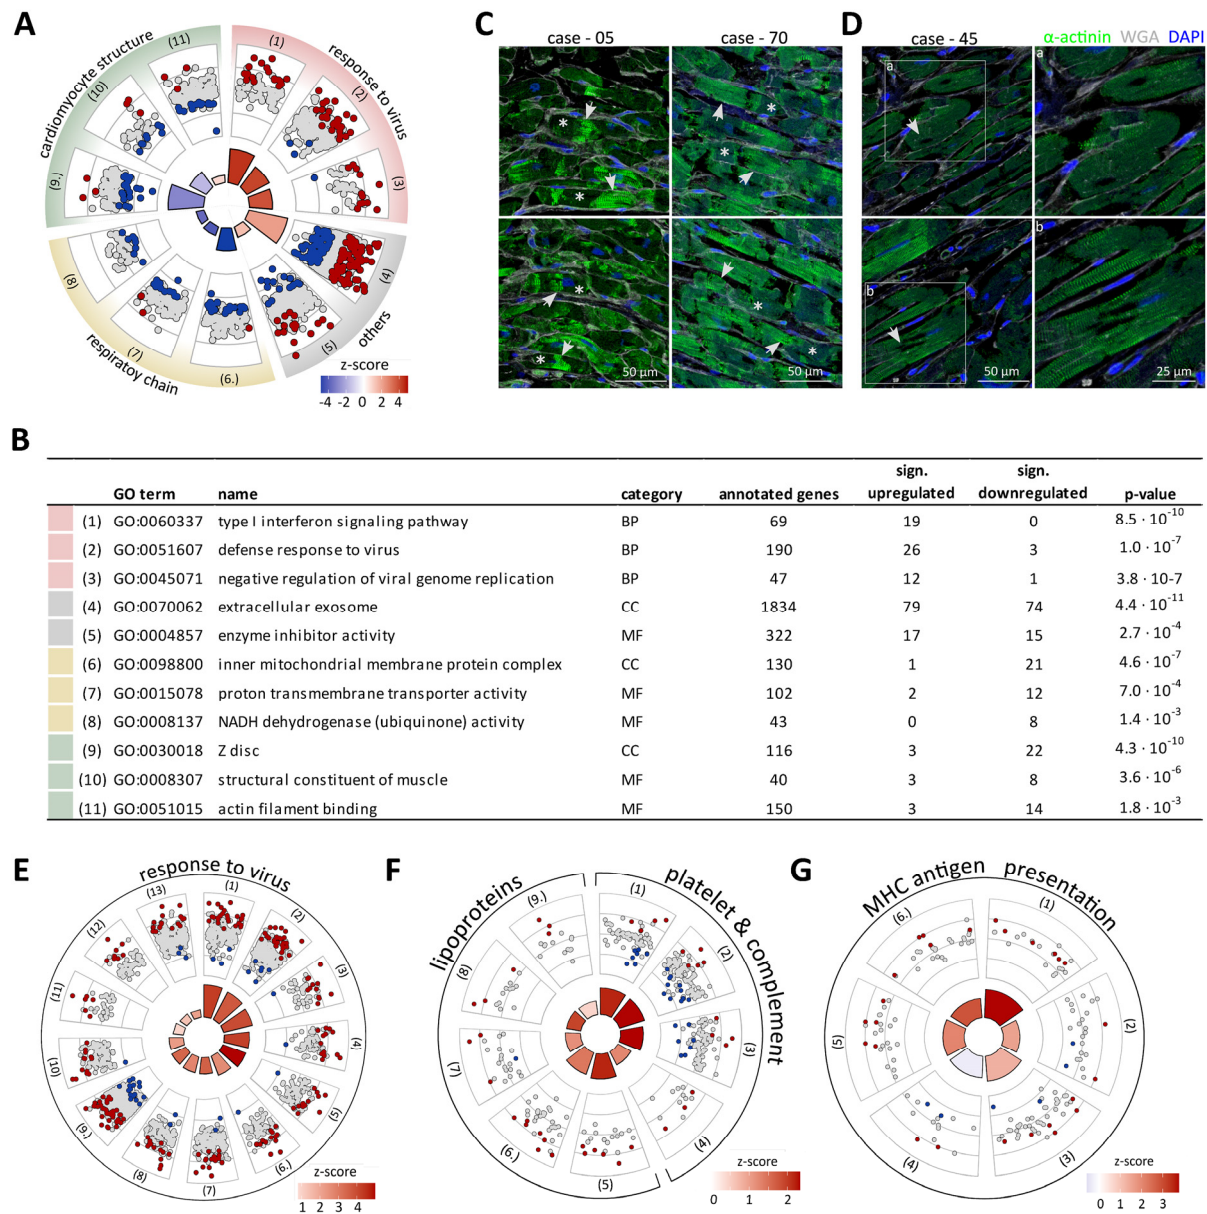 A
cardiomyocyte structure
response to virus
others
respiratoy chain
(1)
(2)
(3)
(4)
(5)
(6.)
(7)
(8)
(9.)
(10)
(11)
z-score
-4 -2 0 2 4
C
case - 05
case - 70
50 µm
50 µm
D
case - 45
α-actinin WGA DAPI
a
a
b
b
50 µm
25 µm
B
GO term name category annotated genes sign. upregulated sign. downregulated p-value
(1) GO:0060337 type I interferon signaling pathway BP 69 19 0 8.5 · 10^-10
(2) GO:0051607 defense response to virus BP 190 26 3 1.0 · 10^-7
(3) GO:0045071 negative regulation of viral genome replication BP 47 12 1 3.8 · 10-7
(4) GO:0070062 extracellular exosome CC 1834 79 74 4.4 · 10^-11
(5) GO:0004857 enzyme inhibitor activity MF 322 17 15 2.7 · 10^-4
(6) GO:0098800 inner mitochondrial membrane protein complex CC 130 1 21 4.6 · 10^-7
(7) GO:0015078 proton transmembrane transporter activity MF 102 2 12 7.0 · 10^-4
(8) GO:0008137 NADH dehydrogenase (ubiquinone) activity MF 43 0 8 1.4 · 10^-3
(9) GO:0030018 Z disc CC 116 3 22 4.3 · 10^-10
(10) GO:0008307 structural constituent of muscle MF 40 3 8 3.6 · 10^-6
(11) GO:0051015 actin filament binding MF 150 3 14 1.8 · 10^-3
E
response to virus
(1)
(2)
(3)
(4)
(5)
(6.)
(7)
(8)
(9.)
(10)
(11)
(12)
(13)
z-score
1 2 3 4
F
lipoproteins
platelet & complement
(1)
(2)
(3)
(4)
(5)
(6.)
(7)
(8)
(9.)
z-score
0 1 2
G
MHC antigen presentation
(1)
(2)
(3)
(4)
(5)
(6.)
z-score
0 1 2 3